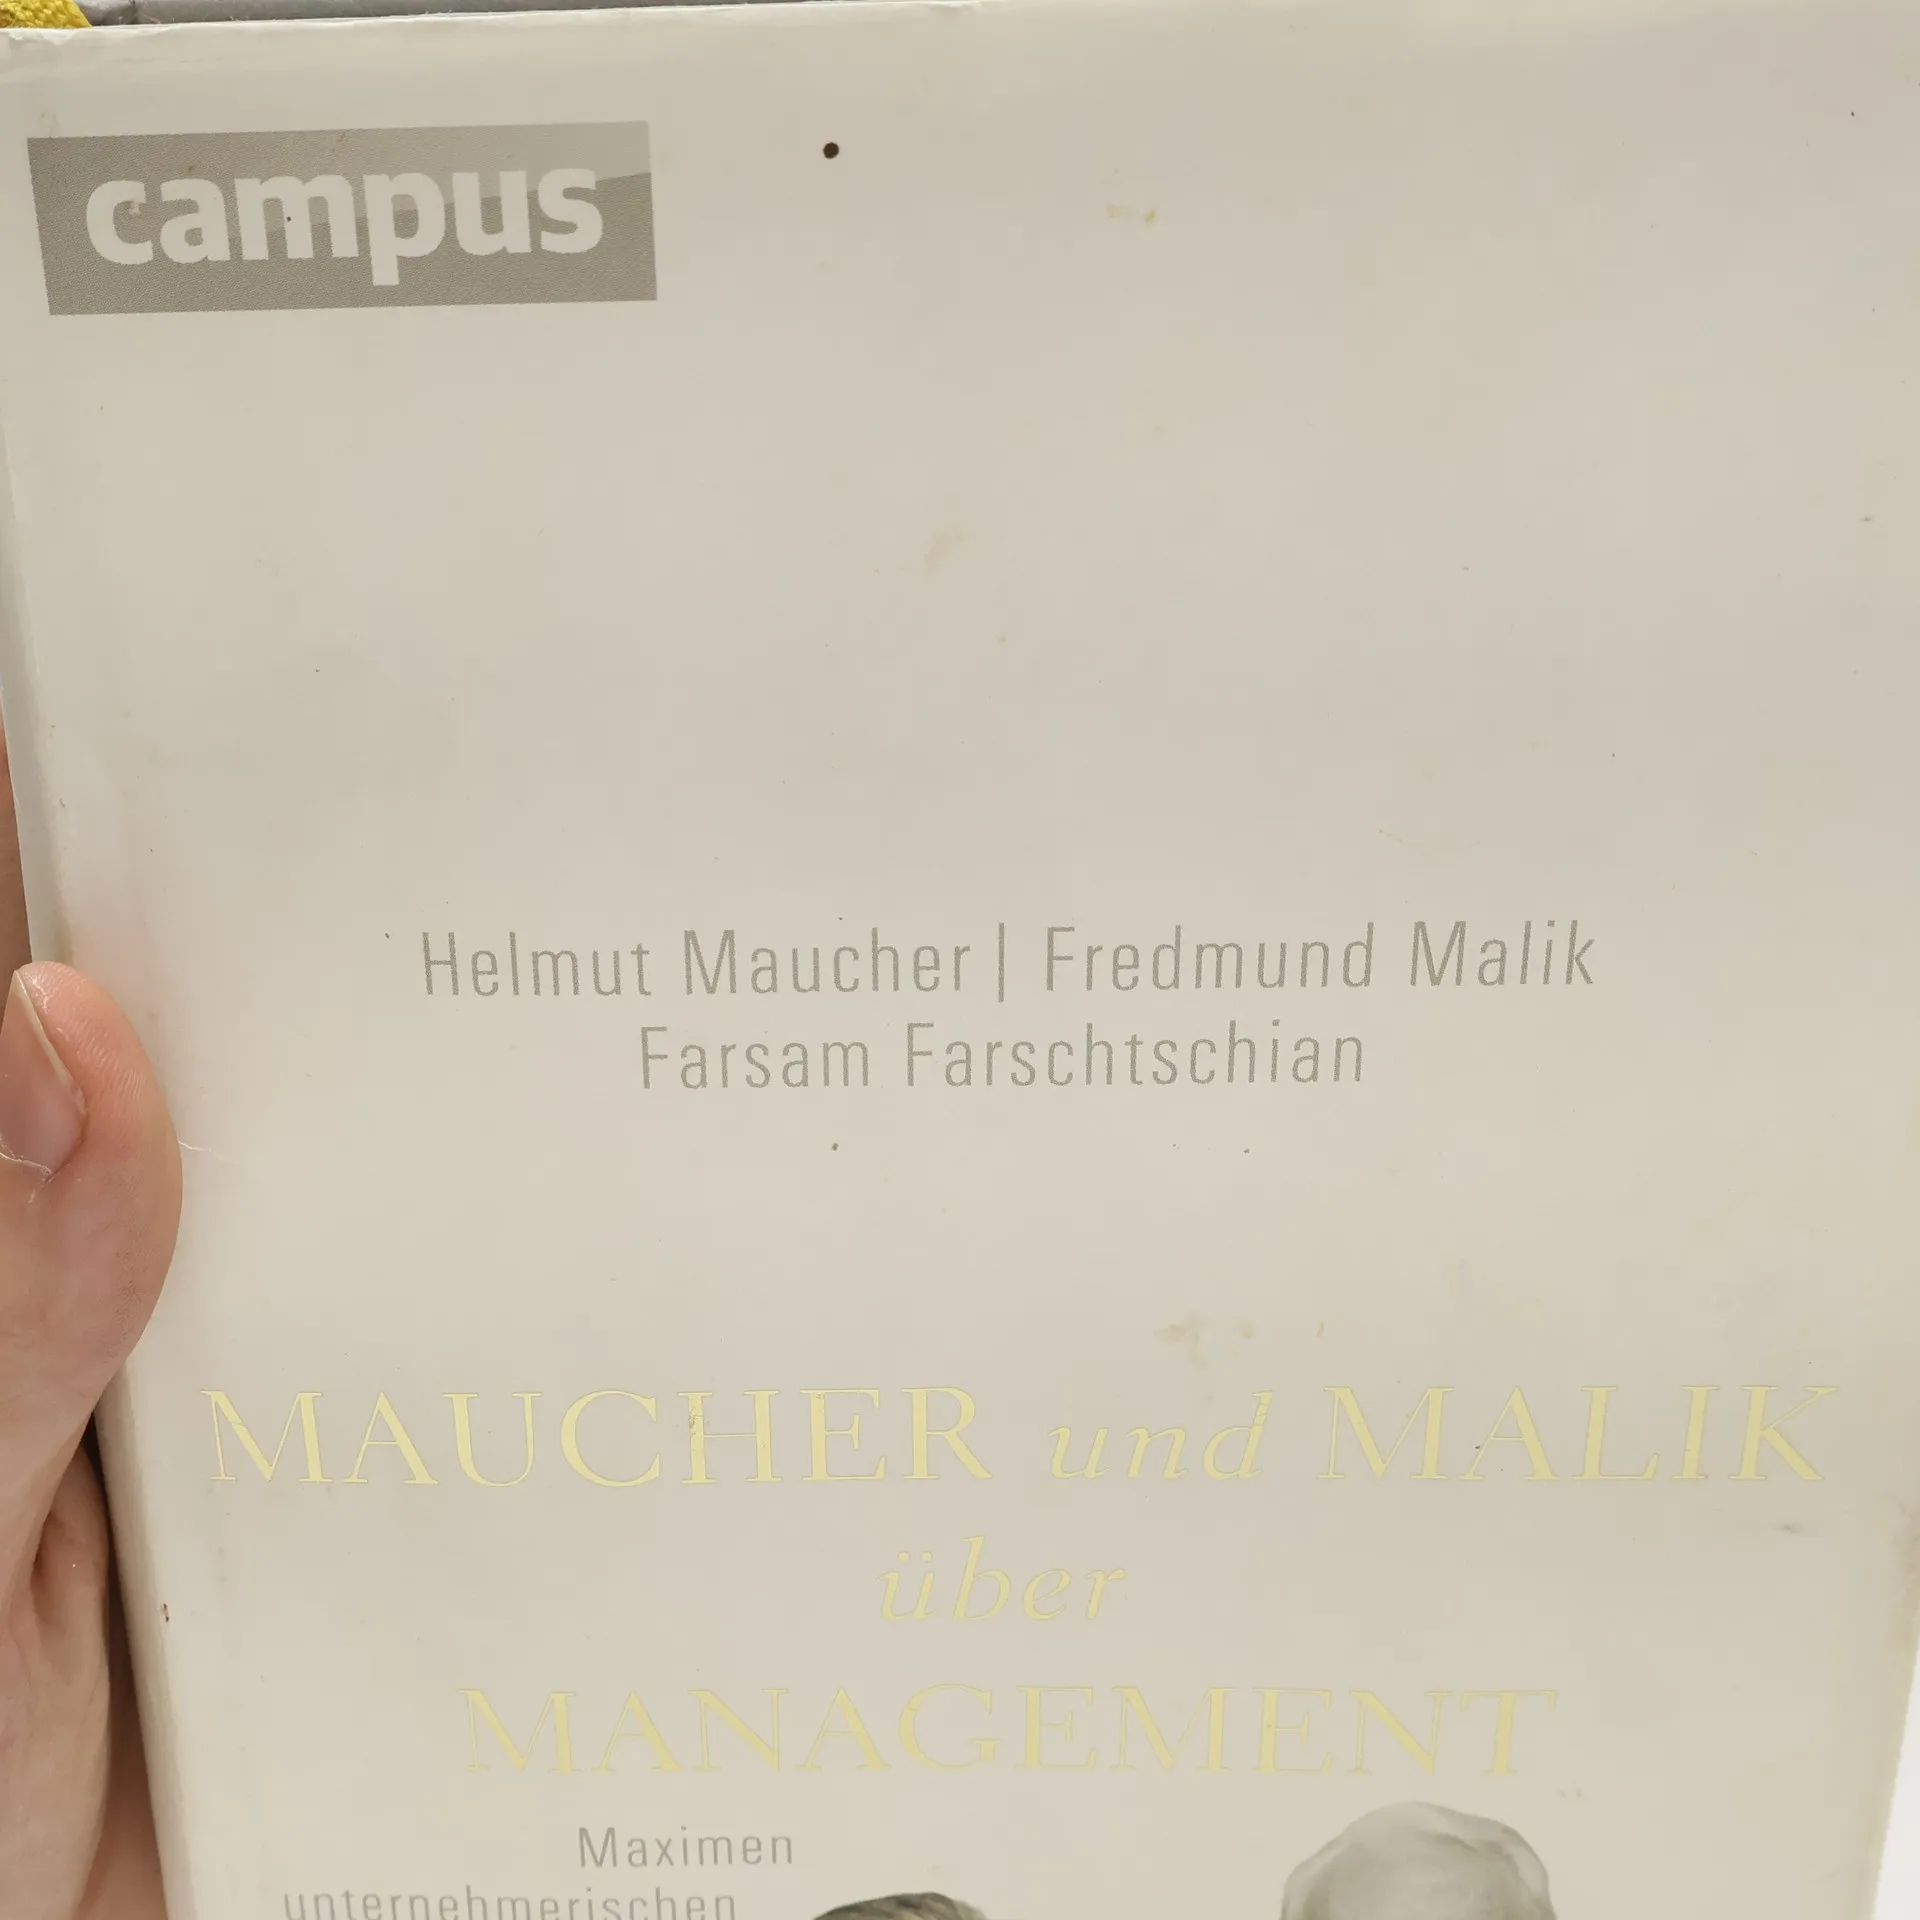 campus
Helmut Maucher | Fredmund Malik
Farsam Farschtschian
MAUCHER und MALIK
über
MANAGEMENT
Maximen
unternehmerischen